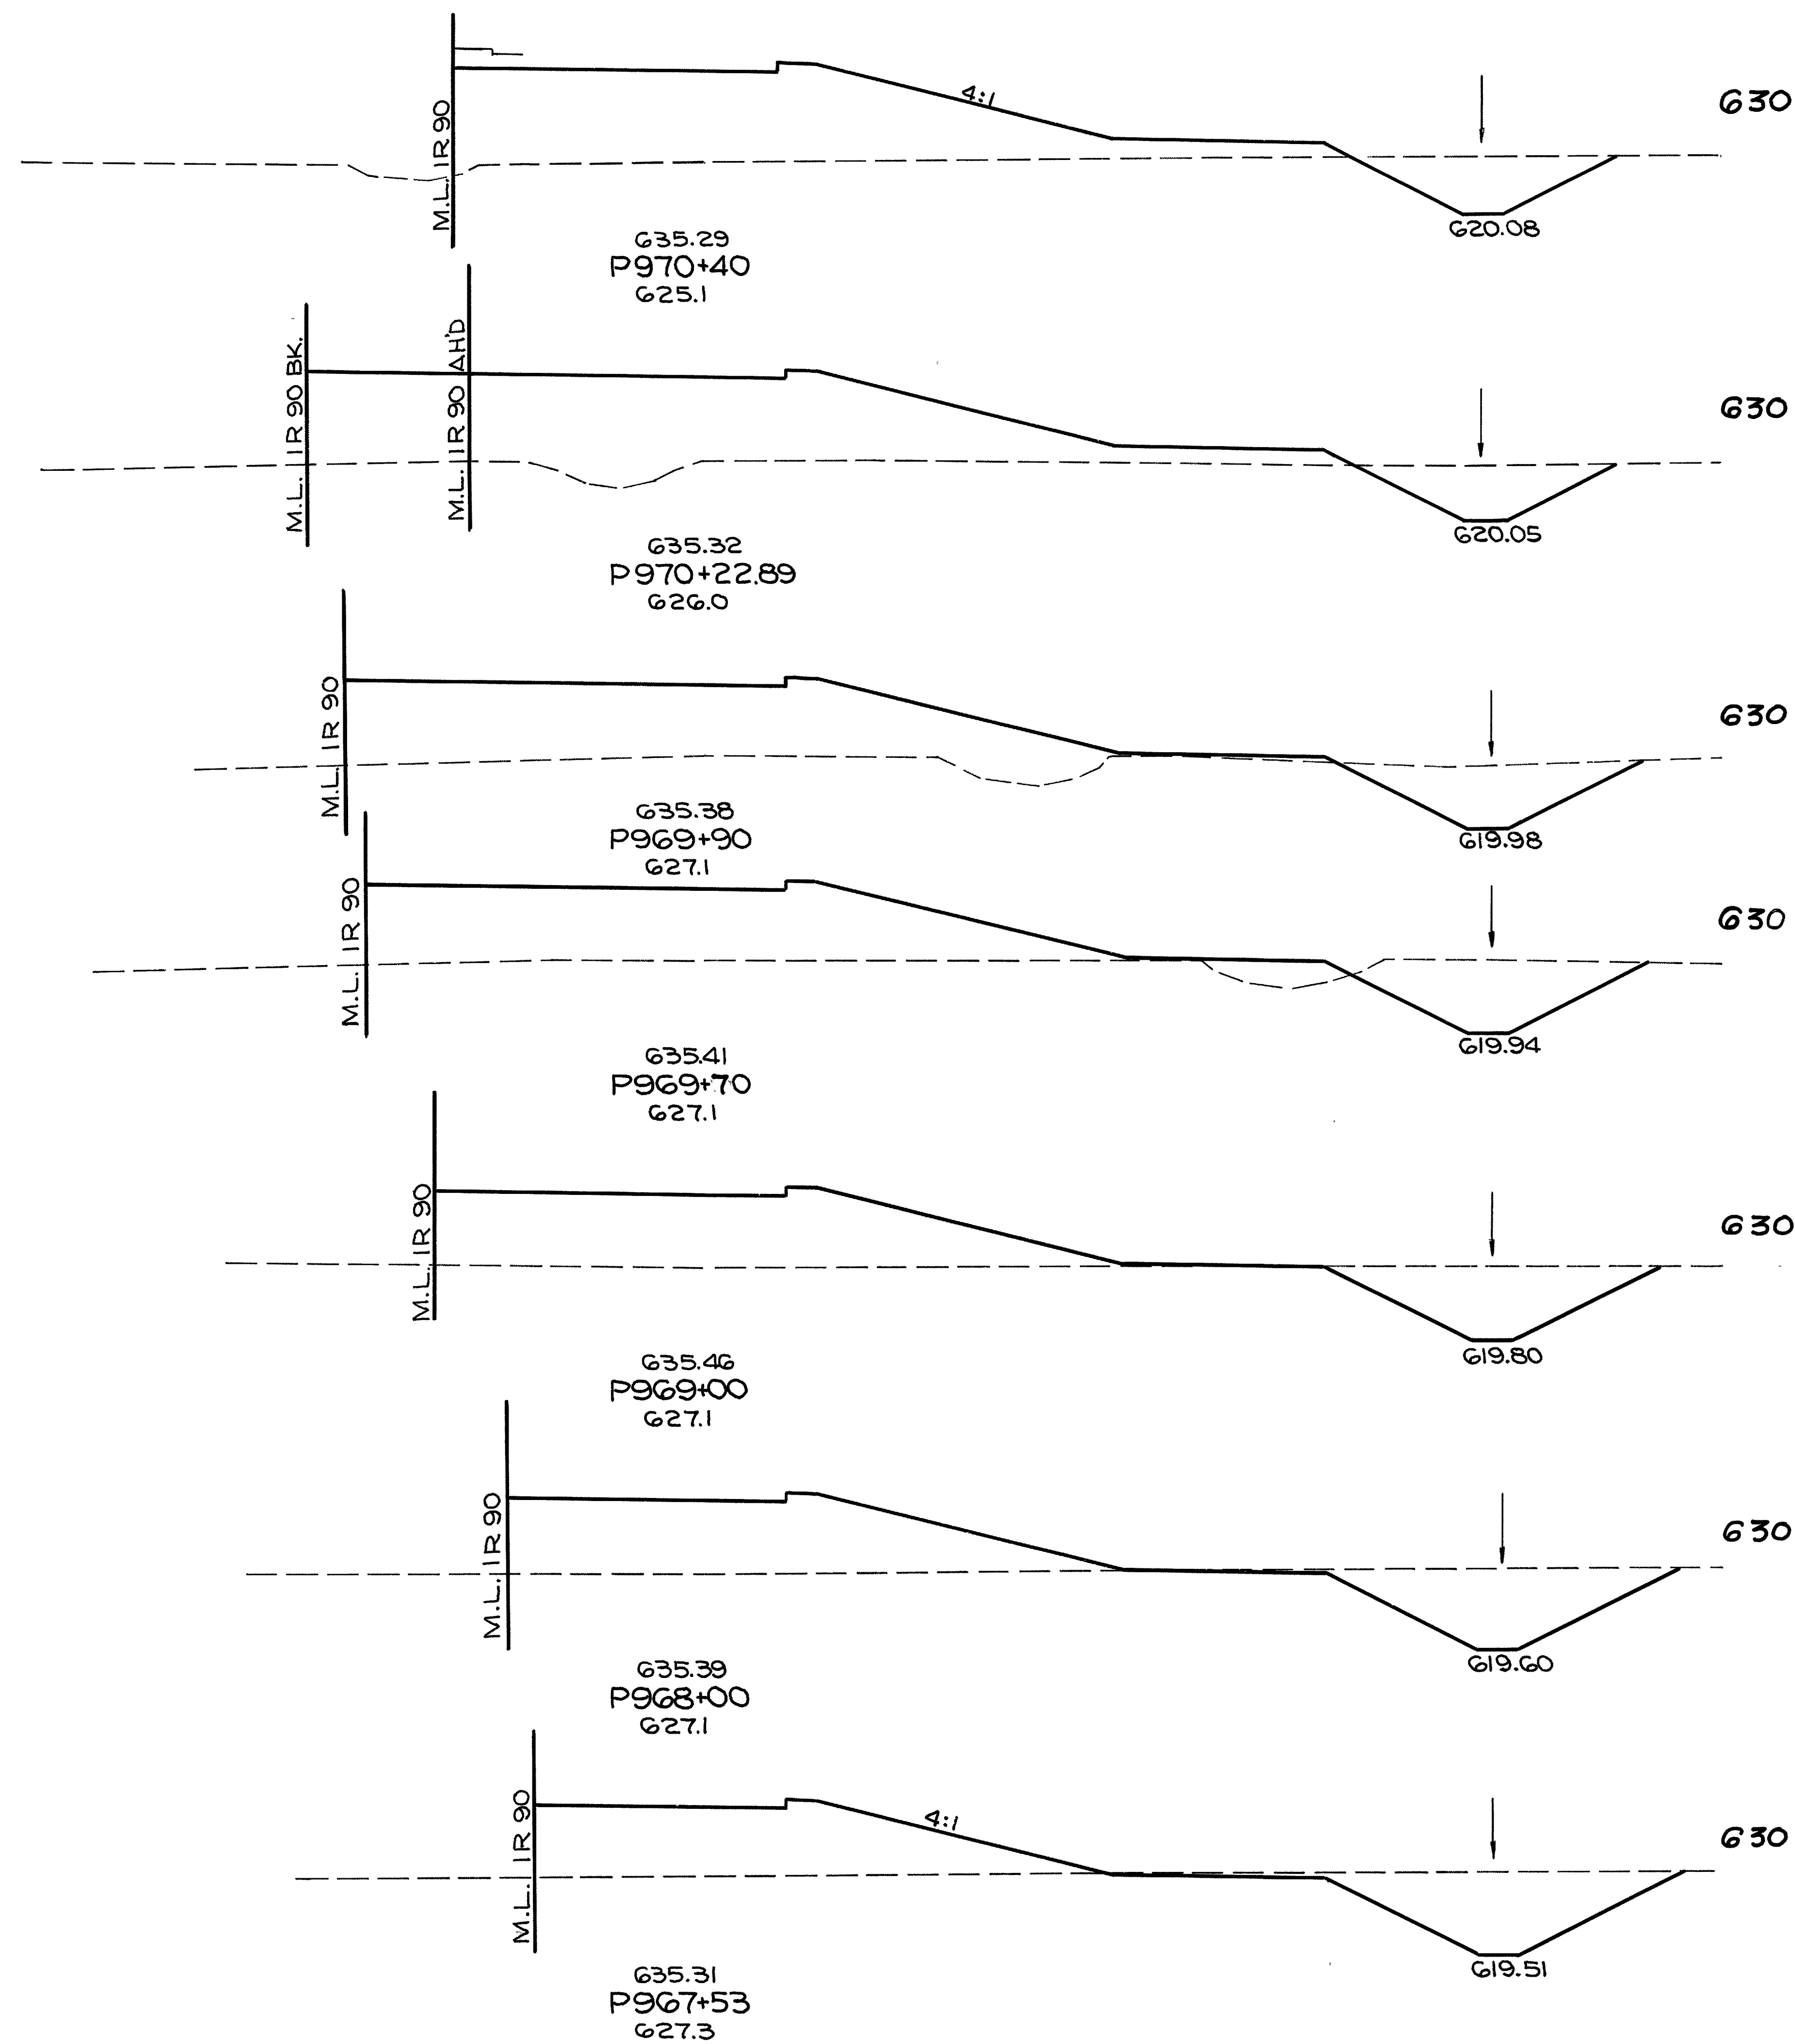 M.L. IR 90
4:1
630
620.08
635.29
P970+40
625.1
M.L. IR 90 BK.
M.L. IR 90 AH'D
630
620.05
635.32
P970+22.89
626.0
M.L. IR 90
630
619.98
635.38
P969+90
627.1
M.L. IR 90
630
619.94
635.41
P969+70
627.1
M.L. IR 90
630
619.80
635.46
P969+00
627.1
M.L. IR 90
630
619.60
635.39
P968+00
627.1
M.L. IR 90
4:1
630
619.51
635.31
P967+53
627.3